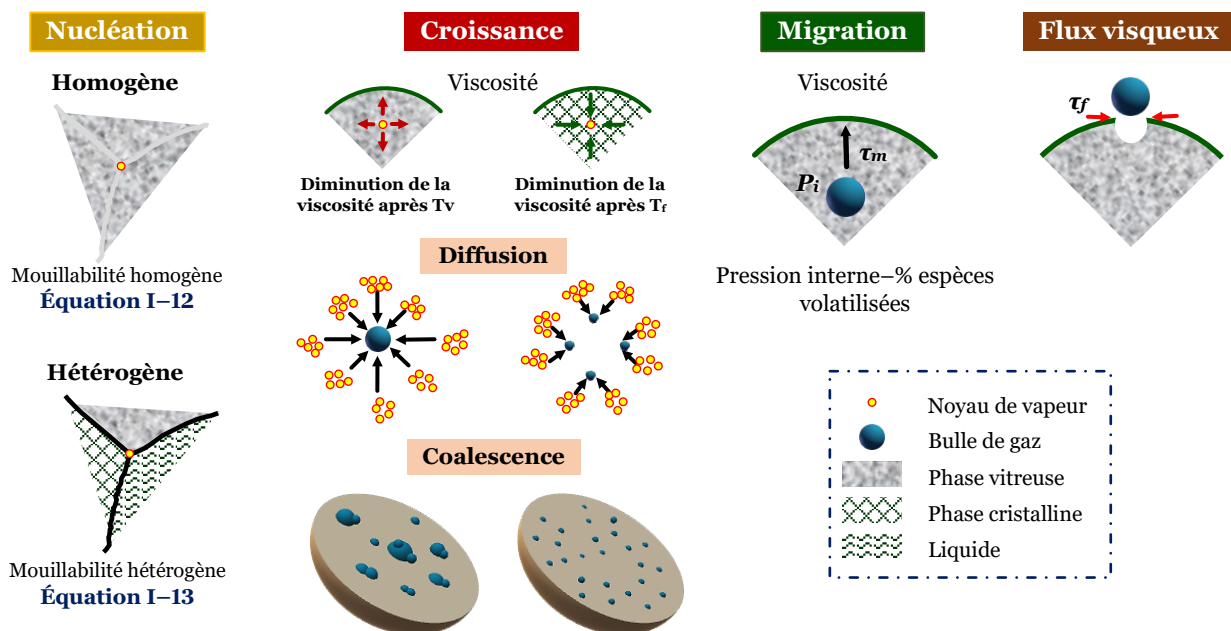 Nucléation
Homogène
Mouillabilité homogène
Équation I–12
Hétérogène
Mouillabilité hétérogène
Équation I–13
Croissance
Viscosité
Diminution de la
viscosité après Tv
Diminution de la
viscosité après Tf
Diffusion
Coalescence
Migration
Viscosité
τm
Pi
Pression interne–% espèces
volatilisées
Flux visqueux
τf
Noyau de vapeur
Bulle de gaz
Phase vitreuse
Phase cristalline
Liquide